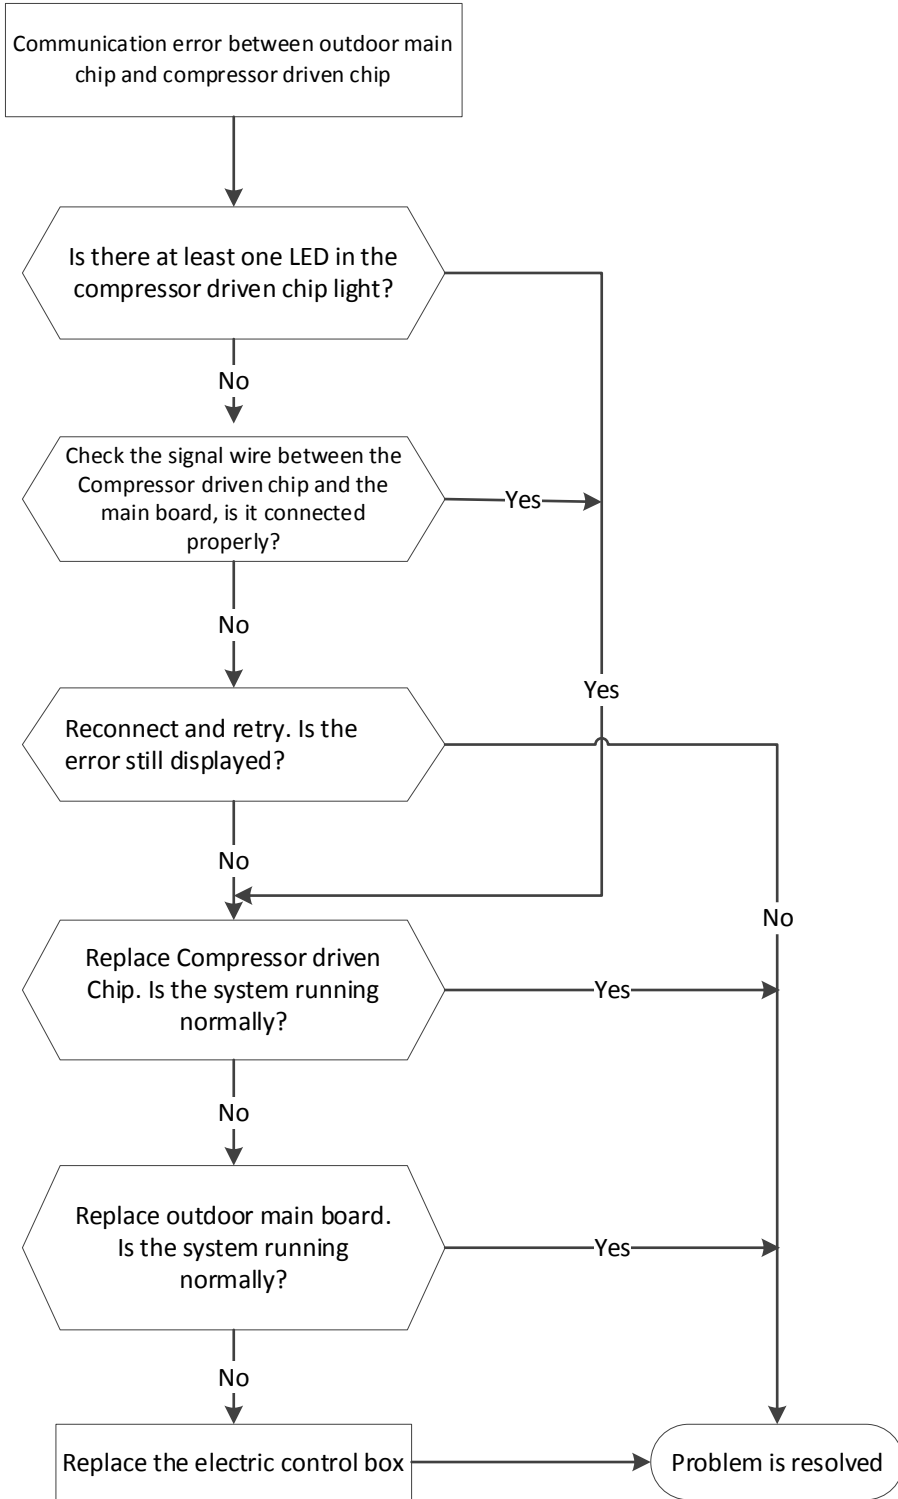 Communication error between outdoor main
chip and compressor driven chip
Is there at least one LED in the
compressor driven chip light?
No
Check the signal wire between the
Compressor driven chip and the
main board, is it connected
properly?
Yes
No
Yes
Reconnect and retry. Is the
error still displayed?
No
No
Replace Compressor driven
Chip. Is the system running
normally?
Yes
No
Replace outdoor main board.
Is the system running
normally?
Yes
No
Replace the electric control box
Problem is resolved